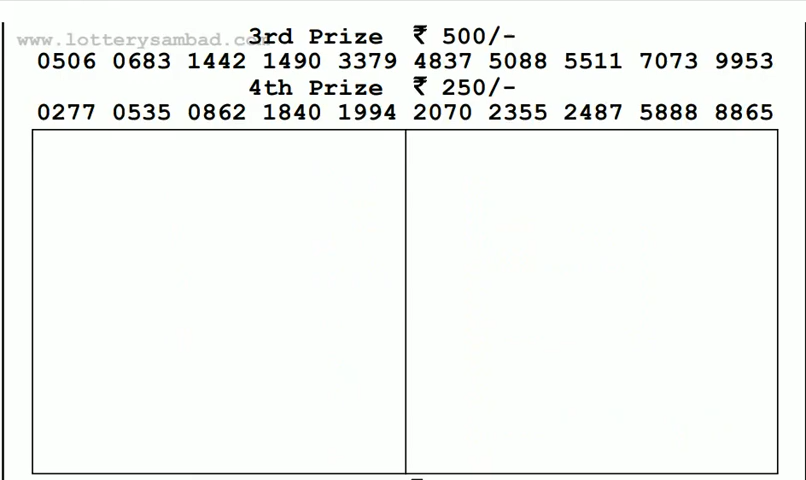 www.lotterysambad.com
3rd Prize ₹ 500/-
0506 0683 1442 1490 3379 4837 5088 5511 7073 9953
4th Prize ₹ 250/-
0277 0535 0862 1840 1994 2070 2355 2487 5888 8865